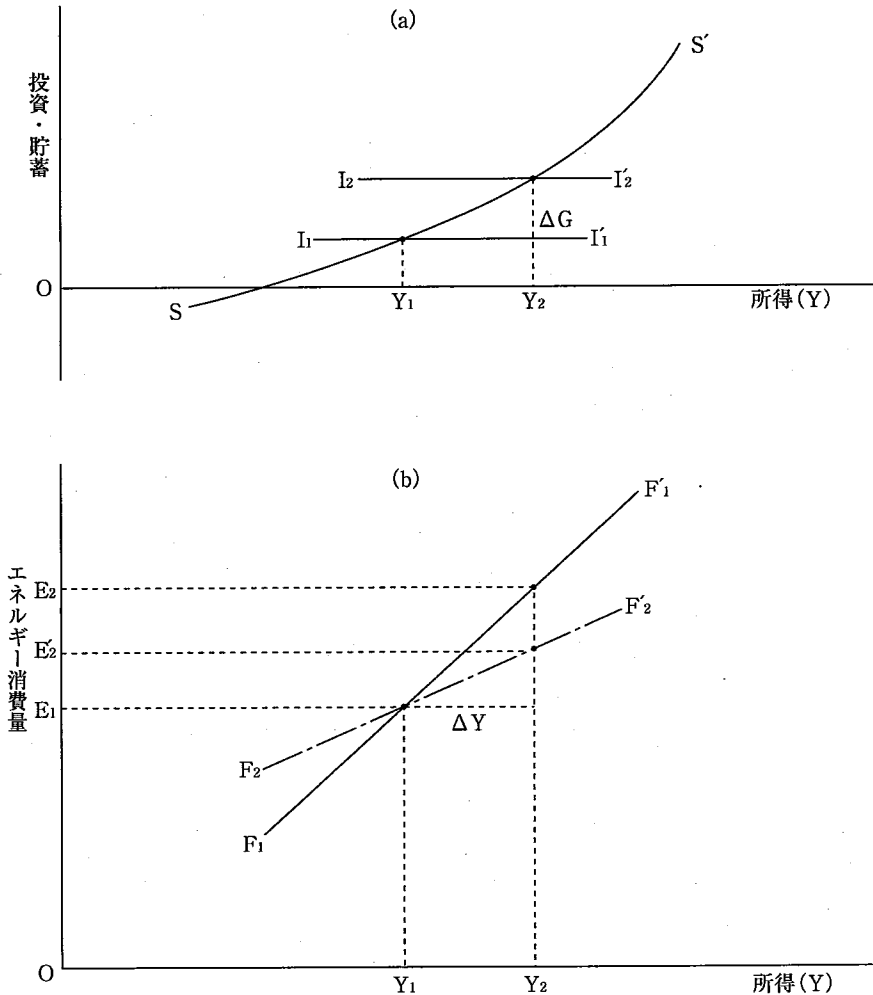 (a)
投資・貯蓄
S′
I₂
I′₂
ΔG
I₁
I′₁
O
S
Y₁
Y₂
所得(Y)
(b)
エネルギー消費量
F′₁
E₂
F′₂
E′₂
E₁
ΔY
F₂
F₁
O
Y₁
Y₂
所得(Y)